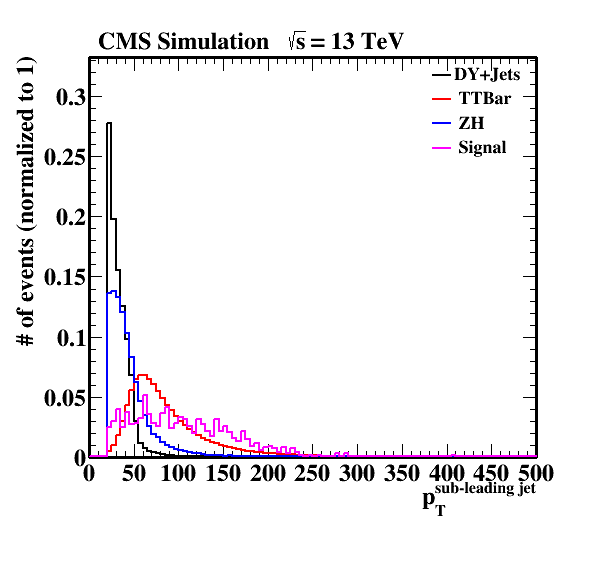 CMS Simulation √s = 13 TeV
DY+Jets
TTBar
ZH
Signal
# of events (normalized to 1)
0.3
0.25
0.2
0.15
0.1
0.05
0
0 50 100 150 200 250 300 350 400 450 500
p_T^sub-leading jet